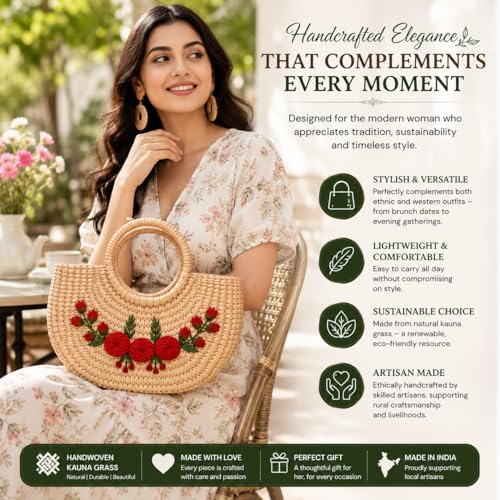 Handcrafted Elegance
THAT COMPLEMENTS
EVERY MOMENT
Designed for the modern woman who
appreciates tradition, sustainability
and timeless style.
STYLISH & VERSATILE
Perfectly complements both
ethnic and western outfits –
from brunch dates to
evening gatherings.
LIGHTWEIGHT &
COMFORTABLE
Easy to carry all day
without compromising
on style.
SUSTAINABLE CHOICE
Made from natural kauna
grass – a renewable,
eco-friendly resource.
ARTISAN MADE
Ethically handcrafted by
skilled artisans, supporting
rural craftsmanship
and livelihoods.
HANDWOVEN
KAUNA GRASS
Natural | Durable | Beautiful
MADE WITH LOVE
Every piece is crafted
with care and passion
PERFECT GIFT
A thoughtful gift for
her, for every occasion
MADE IN INDIA
Proudly supporting
local artisans